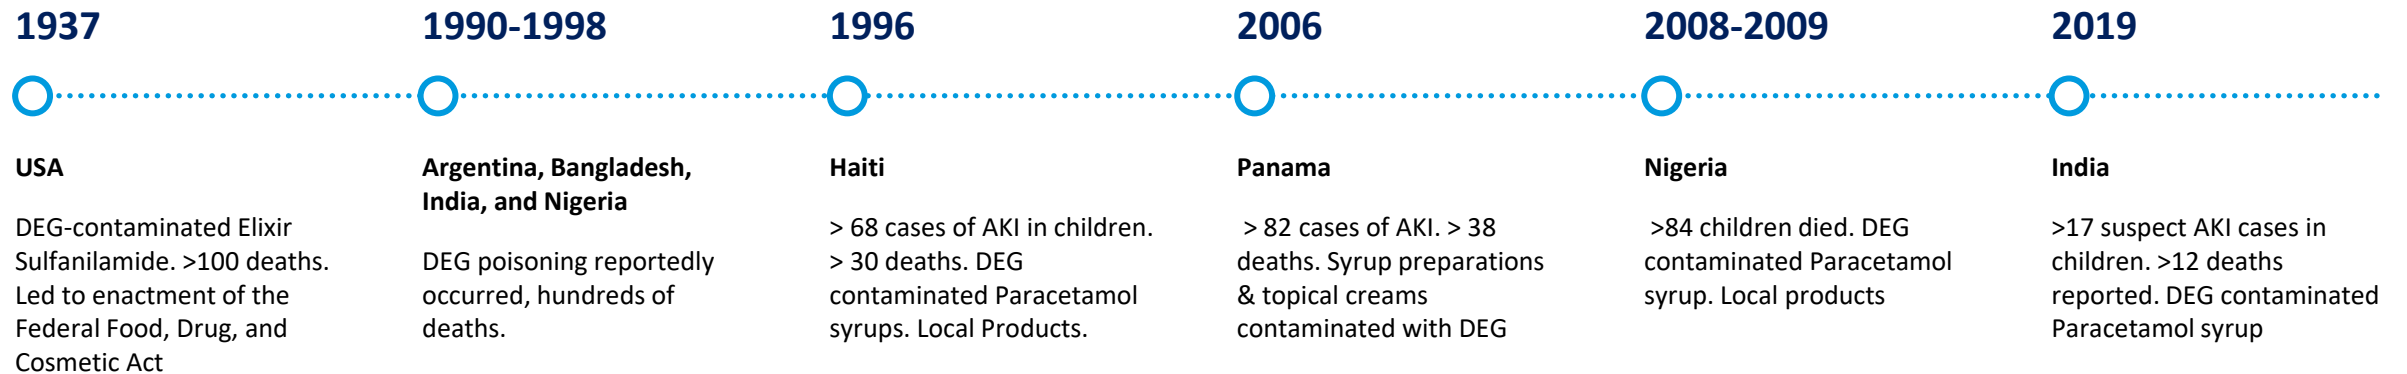 1937
USA
DEG-contaminated Elixir
Sulfanilamide. >100 deaths.
Led to enactment of the
Federal Food, Drug, and
Cosmetic Act
1990-1998
Argentina, Bangladesh,
India, and Nigeria
DEG poisoning reportedly
occurred, hundreds of
deaths.
1996
Haiti
> 68 cases of AKI in children.
> 30 deaths. DEG
contaminated Paracetamol
syrups. Local Products.
2006
Panama
> 82 cases of AKI. > 38
deaths. Syrup preparations
& topical creams
contaminated with DEG
2008-2009
Nigeria
>84 children died. DEG
contaminated Paracetamol
syrup. Local products
2019
India
>17 suspect AKI cases in
children. >12 deaths
reported. DEG contaminated
Paracetamol syrup